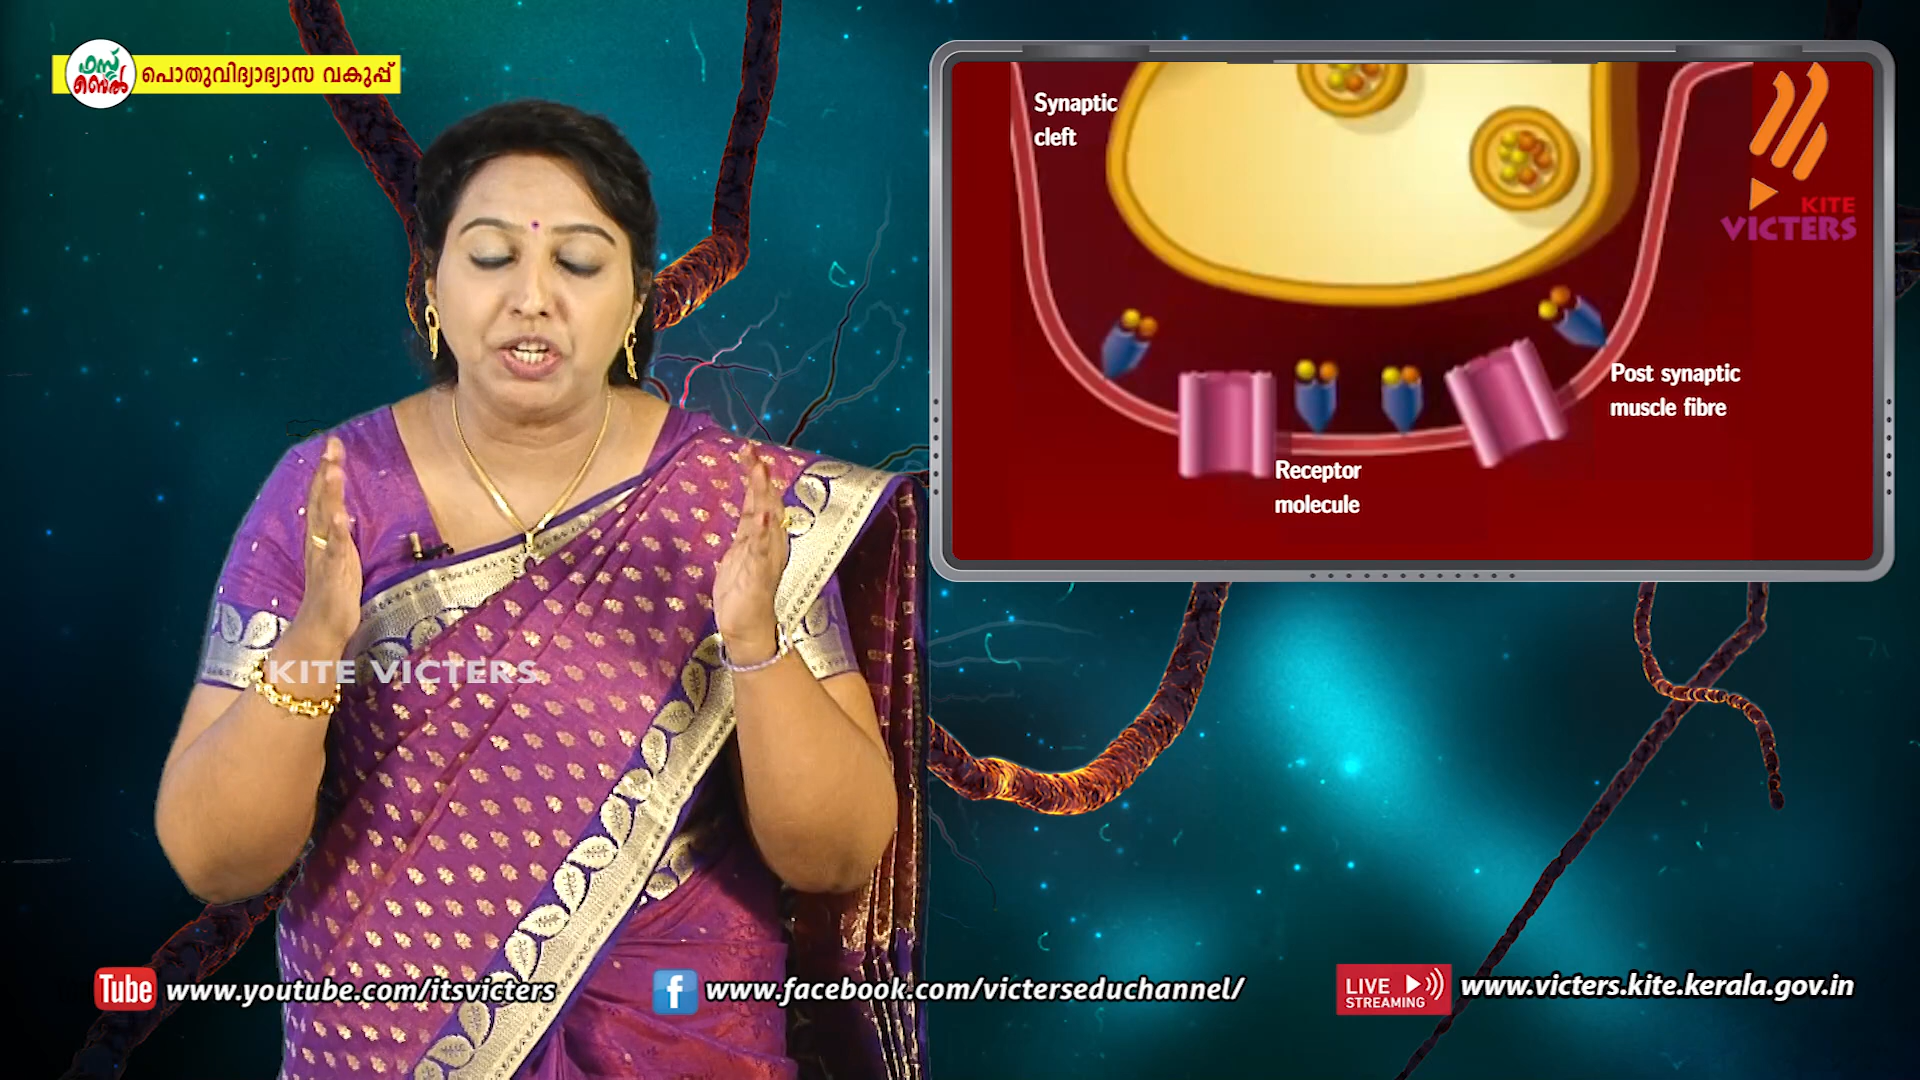 ഫസ്റ്റ്
ബെൽ
പൊതുവിദ്യാഭ്യാസ വകുപ്പ്
Synaptic
cleft
KITE
VICTERS
Post synaptic
muscle fibre
Receptor
molecule
KITE VICTERS
Tube www.youtube.com/itsvicters
f www.facebook.com/victerseduchannel/
LIVE
STREAMING
www.victers.kite.kerala.gov.in